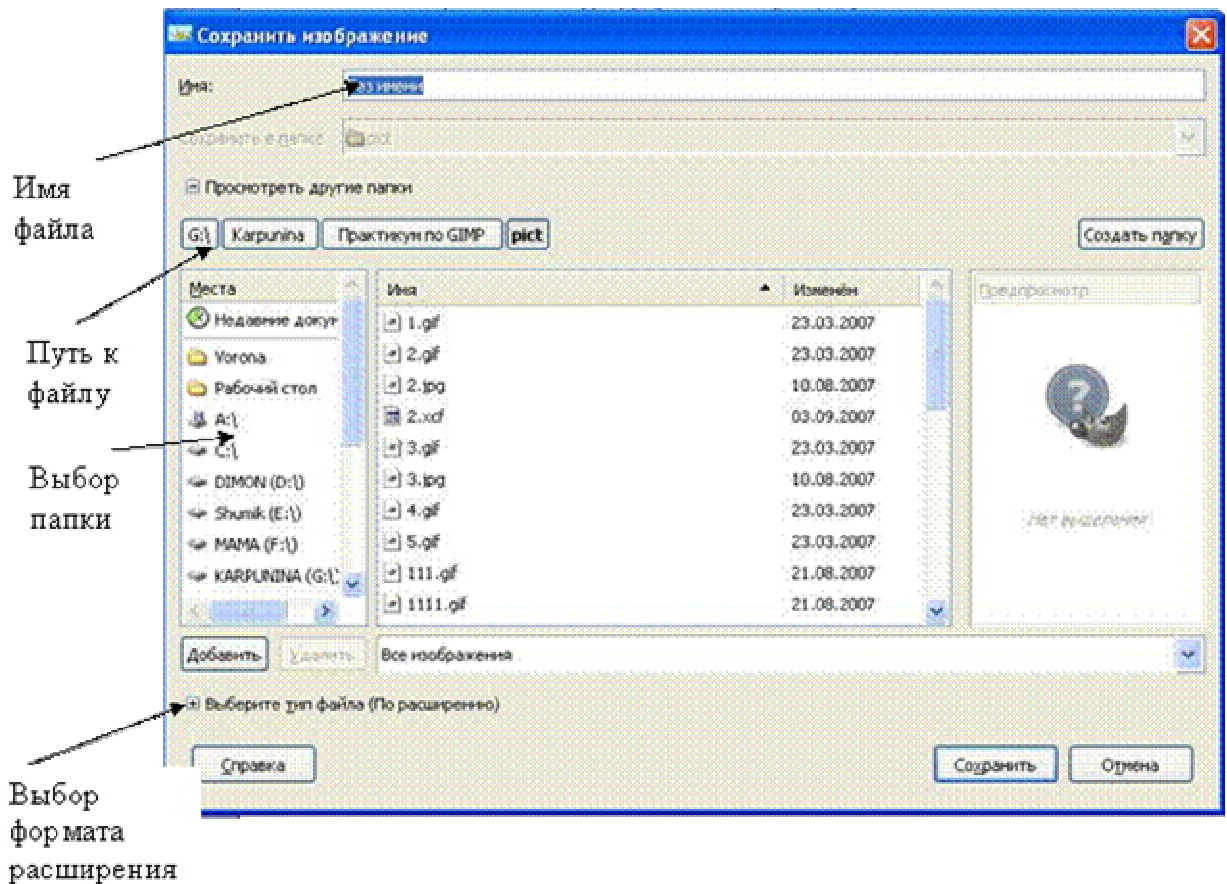 Сохранить изображение
Имя:
Без имени
Сохранить в папке:
pict
Просмотреть другие папки
G:\
Karpunina
Практикум по GIMP
pict
Создать папку
Места
Недавние докум
Vorona
Рабочий стол
A:\
C:\
DIMON (D:\)
Shumik (E:\)
MAMA (F:\)
KARPUNINA (G:\)
Имя
Изменён
1.gif
23.03.2007
2.gif
23.03.2007
2.jpg
10.08.2007
2.xcf
03.09.2007
3.gif
23.03.2007
3.jpg
10.08.2007
4.gif
23.03.2007
5.gif
23.03.2007
111.gif
21.08.2007
1111.gif
21.08.2007
Предпросмотр
Нет выделения
Добавить
Удалить
Все изображения
Выберите тип файла (По расширению)
Справка
Сохранить
Отмена
Имя
файла
Путь к
файлу
Выбор
папки
Выбор
формата
расширения